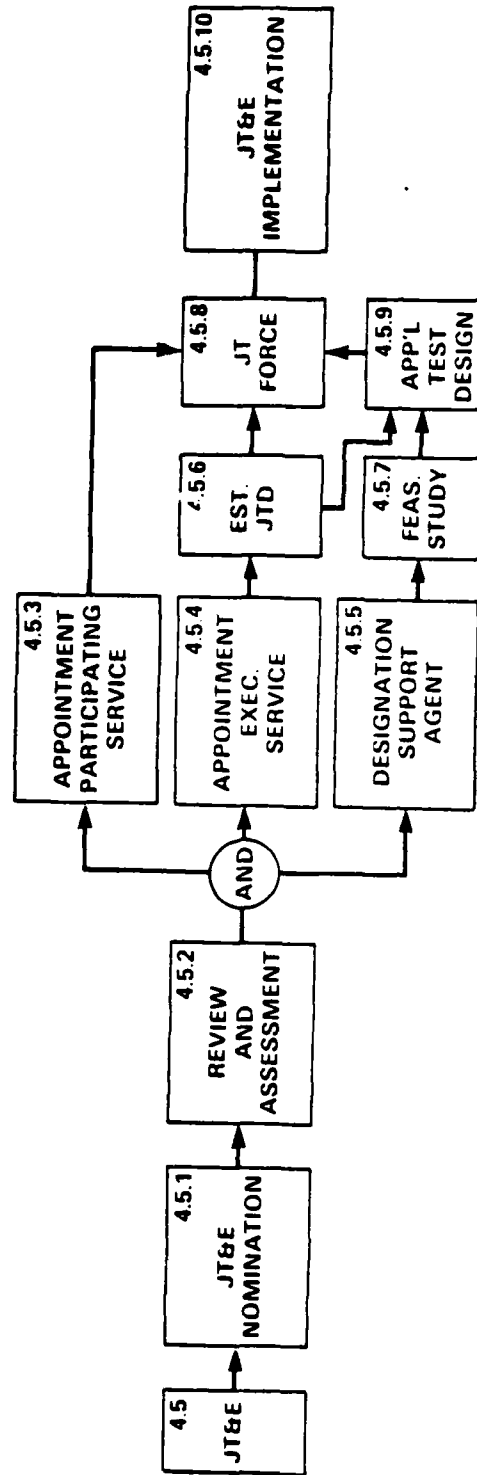 4.5
JT&E
4.5.1
JT&E
NOMINATION
4.5.2
REVIEW
AND
ASSESSMENT
AND
4.5.3
APPOINTMENT
PARTICIPATING
SERVICE
4.5.4
APPOINTMENT
EXEC.
SERVICE
4.5.5
DESIGNATION
SUPPORT
AGENT
4.5.6
EST.
JTD
4.5.7
FEAS.
STUDY
4.5.8
JT
FORCE
4.5.9
APP'L
TEST
DESIGN
4.5.10
JT&E
IMPLEMENTATION